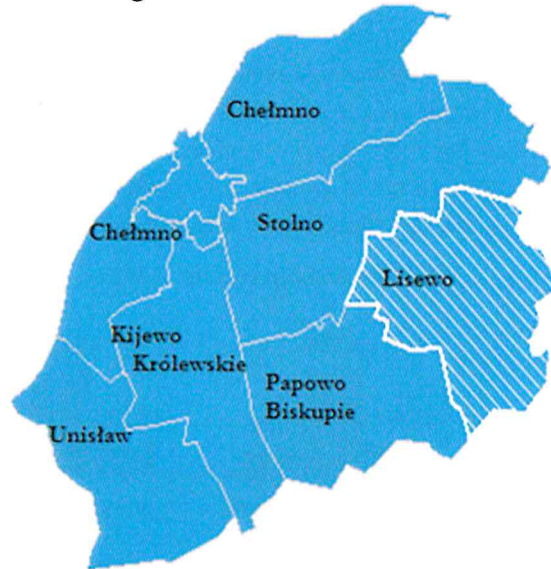 Chełmno
Chełmno
Stolno
Lisewo
Kijewo
Królewskie
Papowo
Biskupie
Unisław